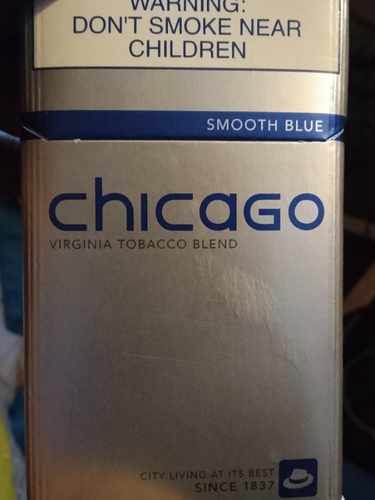 WARNING:
DON'T SMOKE NEAR
CHILDREN
SMOOTH BLUE
chicaGo
VIRGINIA TOBACCO BLEND
CITY LIVING AT ITS BEST
SINCE 1837